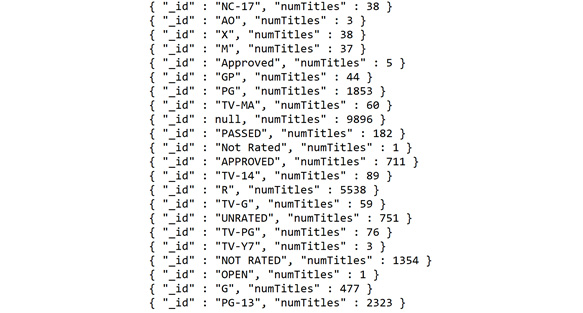 { "_id" : "NC-17", "numTitles" : 38 }
{ "_id" : "AO", "numTitles" : 3 }
{ "_id" : "X", "numTitles" : 38 }
{ "_id" : "M", "numTitles" : 37 }
{ "_id" : "Approved", "numTitles" : 5 }
{ "_id" : "GP", "numTitles" : 44 }
{ "_id" : "PG", "numTitles" : 1853 }
{ "_id" : "TV-MA", "numTitles" : 60 }
{ "_id" : null, "numTitles" : 9896 }
{ "_id" : "PASSED", "numTitles" : 182 }
{ "_id" : "Not Rated", "numTitles" : 1 }
{ "_id" : "APPROVED", "numTitles" : 711 }
{ "_id" : "TV-14", "numTitles" : 89 }
{ "_id" : "R", "numTitles" : 5538 }
{ "_id" : "TV-G", "numTitles" : 59 }
{ "_id" : "UNRATED", "numTitles" : 751 }
{ "_id" : "TV-PG", "numTitles" : 76 }
{ "_id" : "TV-Y7", "numTitles" : 3 }
{ "_id" : "NOT RATED", "numTitles" : 1354 }
{ "_id" : "OPEN", "numTitles" : 1 }
{ "_id" : "G", "numTitles" : 477 }
{ "_id" : "PG-13", "numTitles" : 2323 }